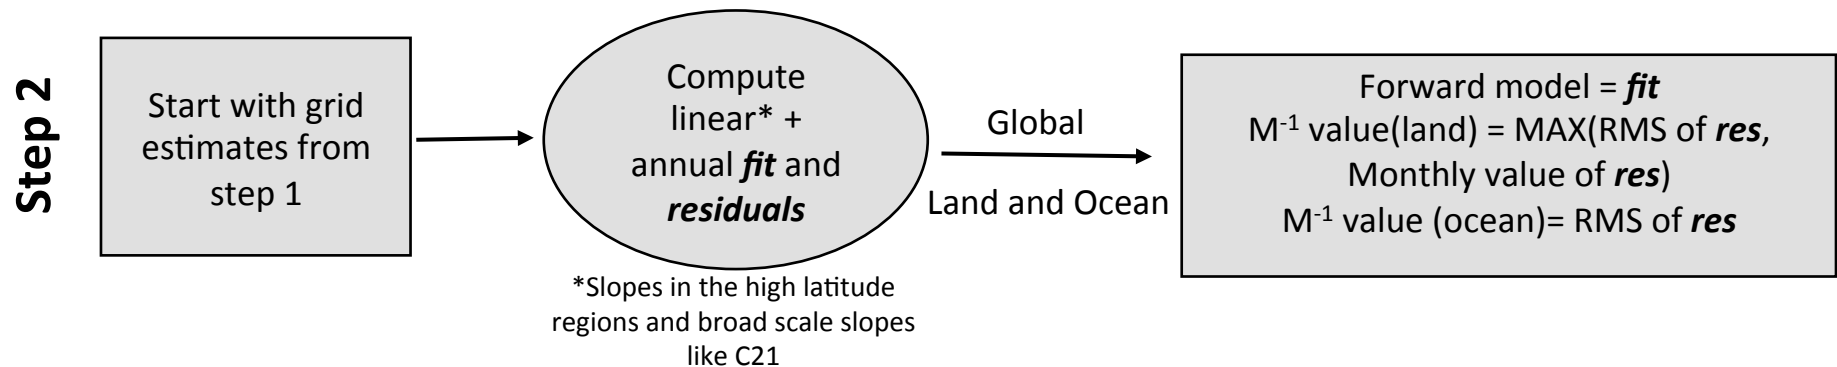 Step 2
Start with grid
estimates from
step 1
Compute
linear* +
annual fit and
residuals
*Slopes in the high latitude
regions and broad scale slopes
like C21
Global
Land and Ocean
Forward model = fit
M⁻¹ value(land) = MAX(RMS of res,
Monthly value of res)
M⁻¹ value (ocean)= RMS of res